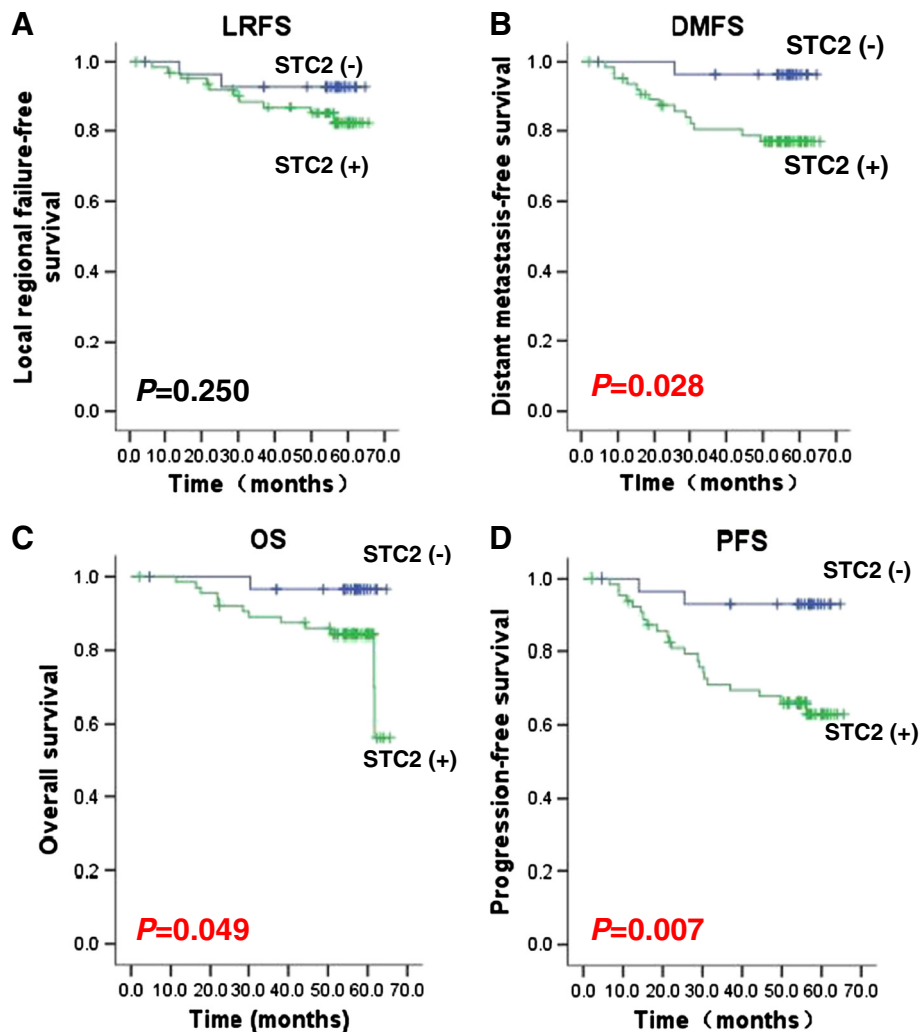 A
LRFS
Local regional failure-free
survival
1.0
0.8
0.6
0.4
0.2
0.0
STC2 (-)
STC2 (+)
P=0.250
0.0 10.0 20.0 30.0 40.0 50.0 60.0 70.0
Time（months）
B
DMFS
Distant metastasis-free survival
1.0
0.8
0.6
0.4
0.2
0.0
STC2 (-)
STC2 (+)
P=0.028
0.0 10.0 20.0 30.0 40.0 50.0 60.0 70.0
Time（months）
C
OS
Overall survival
1.0
0.8
0.6
0.4
0.2
0.0
STC2 (-)
STC2 (+)
P=0.049
0.0 10.0 20.0 30.0 40.0 50.0 60.0 70.0
Time (months)
D
PFS
Progression-free survival
1.0
0.8
0.6
0.4
0.2
0.0
STC2 (-)
STC2 (+)
P=0.007
0.0 10.0 20.0 30.0 40.0 50.0 60.0 70.0
Time（months）